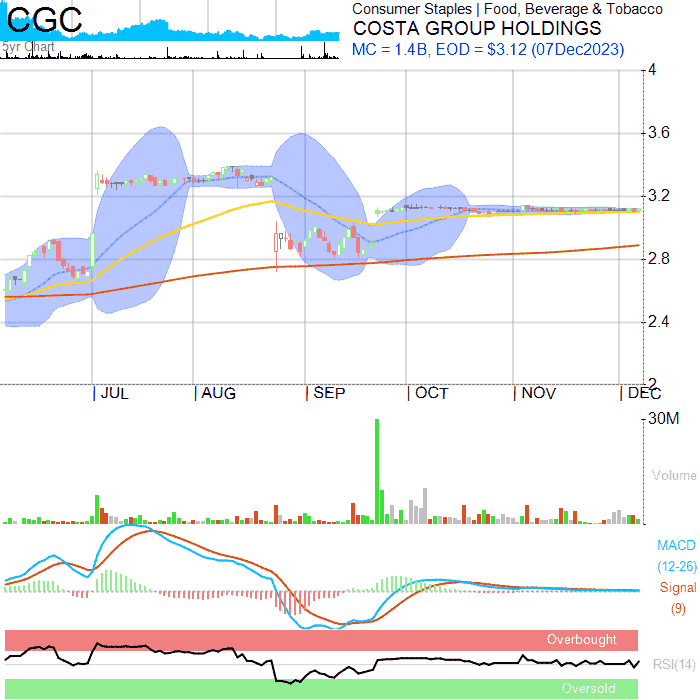 CGC
5yr Chart
Consumer Staples | Food, Beverage & Tobacco
COSTA GROUP HOLDINGS
MC = 1.4B, EOD = $3.12 (07Dec2023)
4
3.6
3.2
2.8
2.4
2
JUL AUG SEP OCT NOV DEC
30M
Volume
MACD
(12-26)
Signal
(9)
Overbought
RSI(14)
Oversold